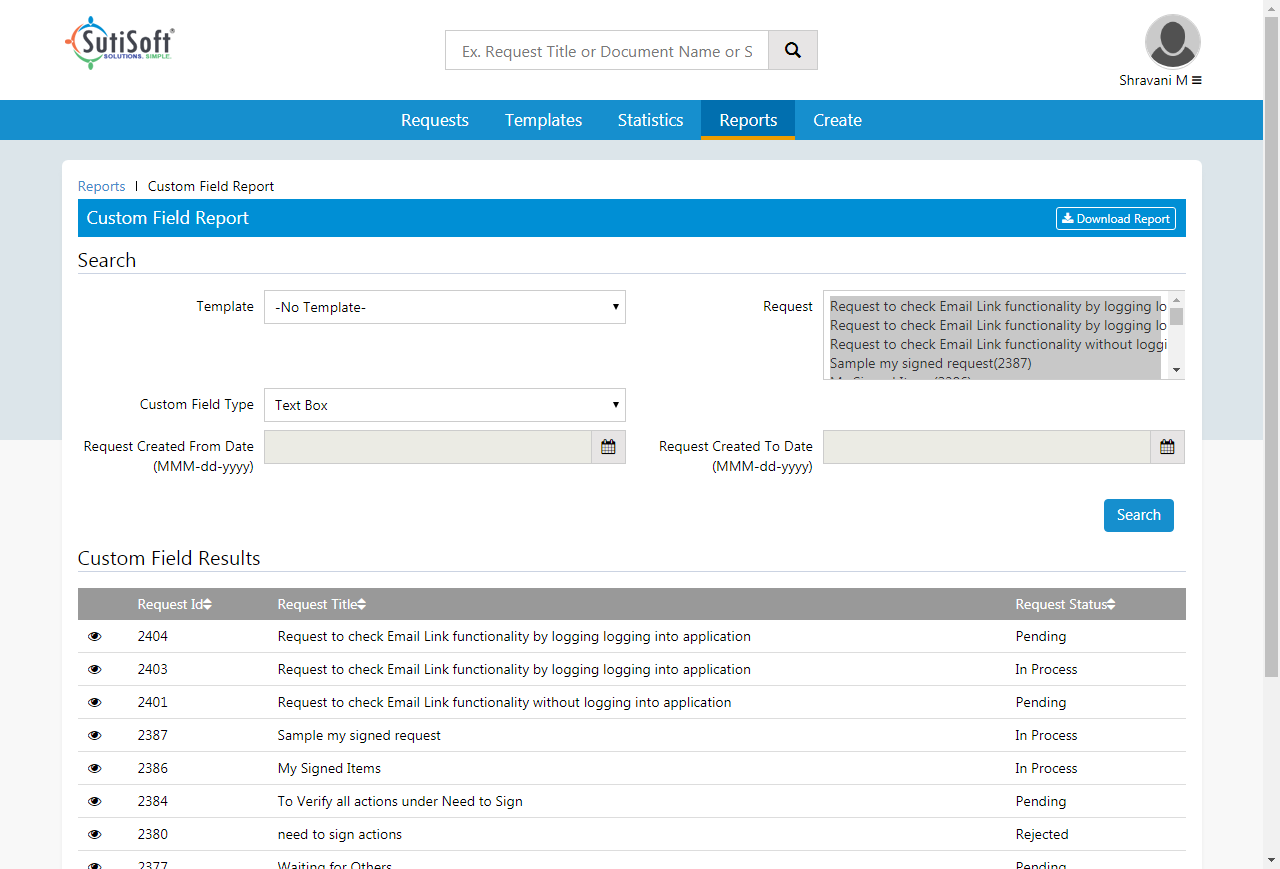 SutiSoft®
SOLUTIONS. SIMPLE.
Ex. Request Title or Document Name or S
Shravani M
Requests Templates Statistics Reports Create
Reports | Custom Field Report
Custom Field Report Download Report
Search
Template -No Template- Request
Request to check Email Link functionality by logging lo
Request to check Email Link functionality by logging lo
Request to check Email Link functionality without loggi
Sample my signed request(2387)
Custom Field Type Text Box
Request Created From Date
(MMM-dd-yyyy)
Request Created To Date
(MMM-dd-yyyy)
Search
Custom Field Results
Request Id Request Title Request Status
2404 Request to check Email Link functionality by logging logging into application Pending
2403 Request to check Email Link functionality by logging logging into application In Process
2401 Request to check Email Link functionality without logging into application Pending
2387 Sample my signed request In Process
2386 My Signed Items In Process
2384 To Verify all actions under Need to Sign Pending
2380 need to sign actions Rejected
2377 Waiting for Others Pending